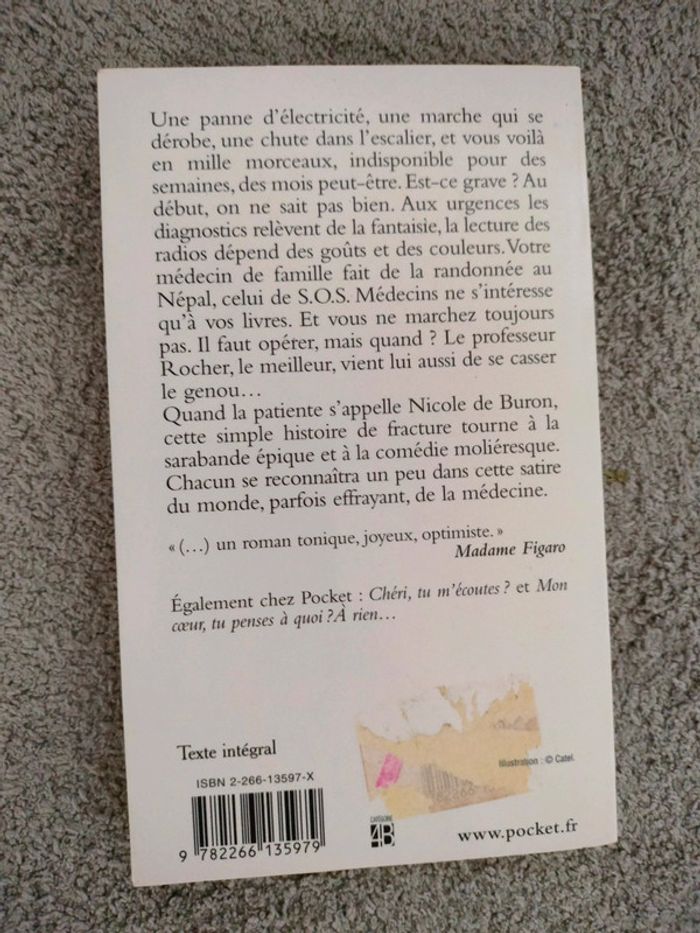 Une panne d'électricité, une marche qui se
dérobe, une chute dans l'escalier, et vous voilà
en mille morceaux, indisponible pour des
semaines, des mois peut-être. Est-ce grave ? Au
début, on ne sait pas bien. Aux urgences les
diagnostics relèvent de la fantaisie, la lecture des
radios dépend des goûts et des couleurs. Votre
médecin de famille fait de la randonnée au
Népal, celui de S.O.S. Médecins ne s'intéresse
qu'à vos livres. Et vous ne marchez toujours
pas. Il faut opérer, mais quand ? Le professeur
Rocher, le meilleur, vient lui aussi de se casser
le genou…
Quand la patiente s'appelle Nicole de Buron,
cette simple histoire de fracture tourne à la
sarabande épique et à la comédie moliéresque.
Chacun se reconnaîtra un peu dans cette satire
du monde, parfois effrayant, de la médecine.
« (…) un roman tonique, joyeux, optimiste. »
Madame Figaro
Également chez Pocket : Chéri, tu m'écoutes ? et Mon
cœur, tu penses à quoi ? À rien…
Texte intégral
Illustration : © Catel.
ISBN 2-266-13597-X
9 782266 135979
CATÉGORIE
4B
www.pocket.fr